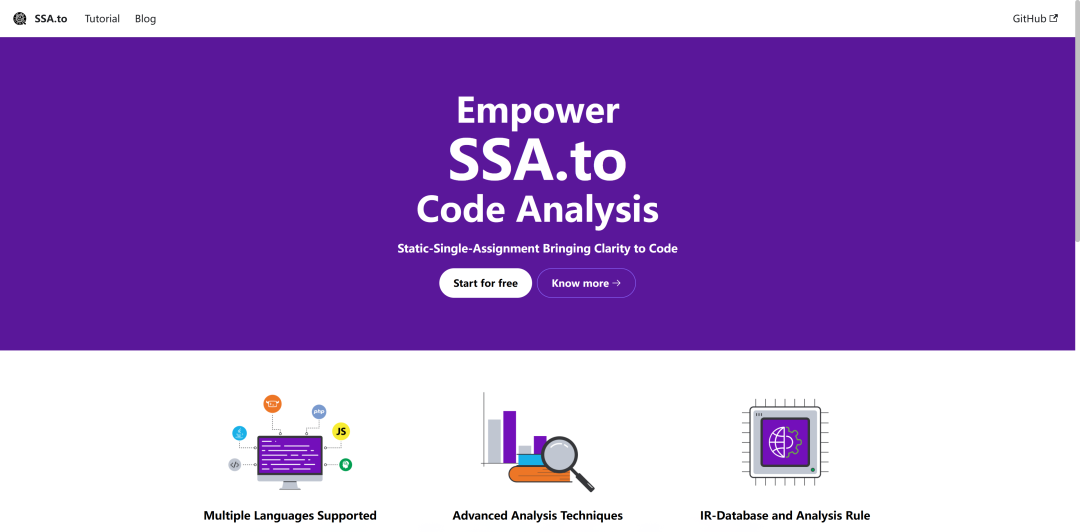 SSA.to Tutorial Blog GitHub
Empower
SSA.to
Code Analysis
Static-Single-Assignment Bringing Clarity to Code
Start for free Know more →
php
JS
</>
Multiple Languages Supported Advanced Analysis Techniques IR-Database and Analysis Rule